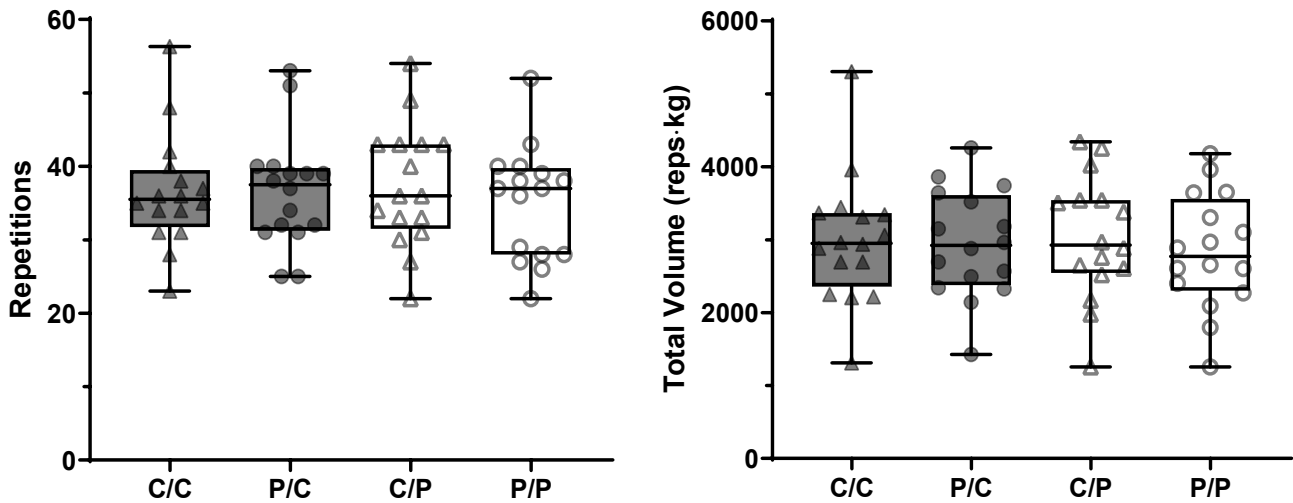 Repetitions
60
40
20
0
C/C P/C C/P P/P
Total Volume (reps·kg)
6000
4000
2000
0
C/C P/C C/P P/P